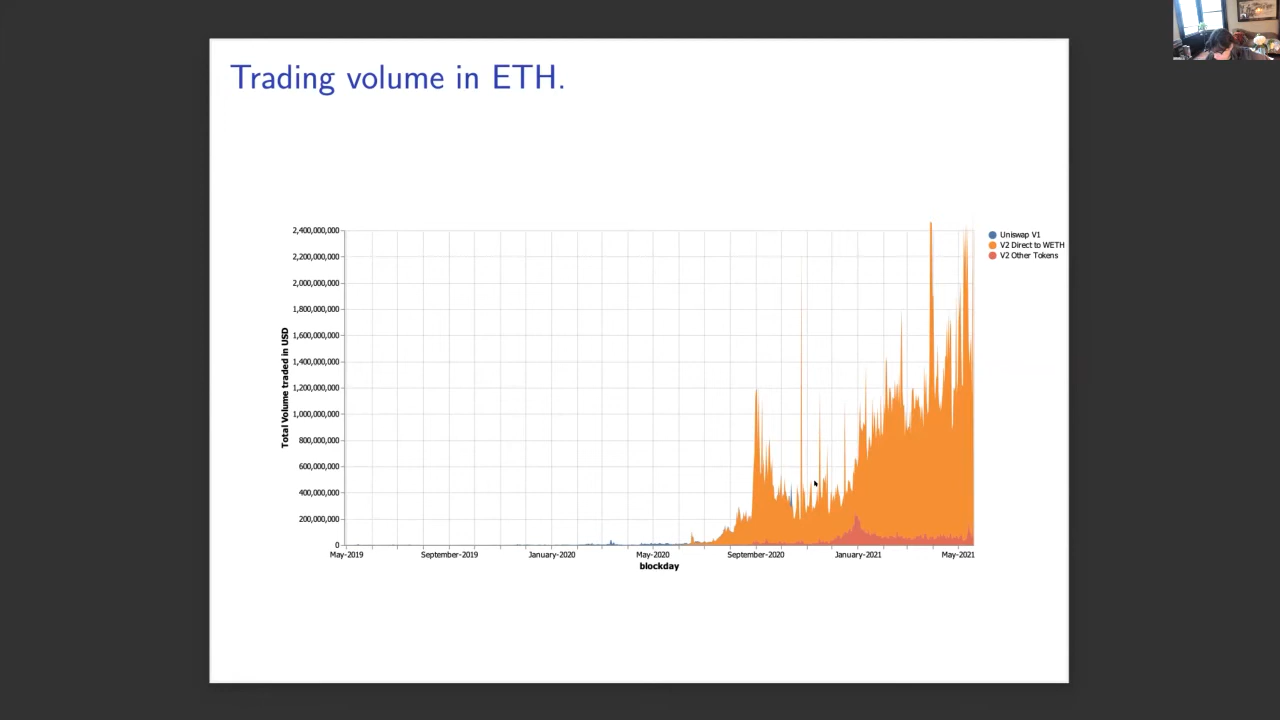 Trading volume in ETH.
2,400,000,000
2,200,000,000
2,000,000,000
1,800,000,000
1,600,000,000
1,400,000,000
1,200,000,000
1,000,000,000
800,000,000
600,000,000
400,000,000
200,000,000
0
Total Volume traded in USD
May-2019
September-2019
January-2020
May-2020
September-2020
January-2021
May-2021
blockday
Uniswap V1
V2 Direct to WETH
V2 Other Tokens